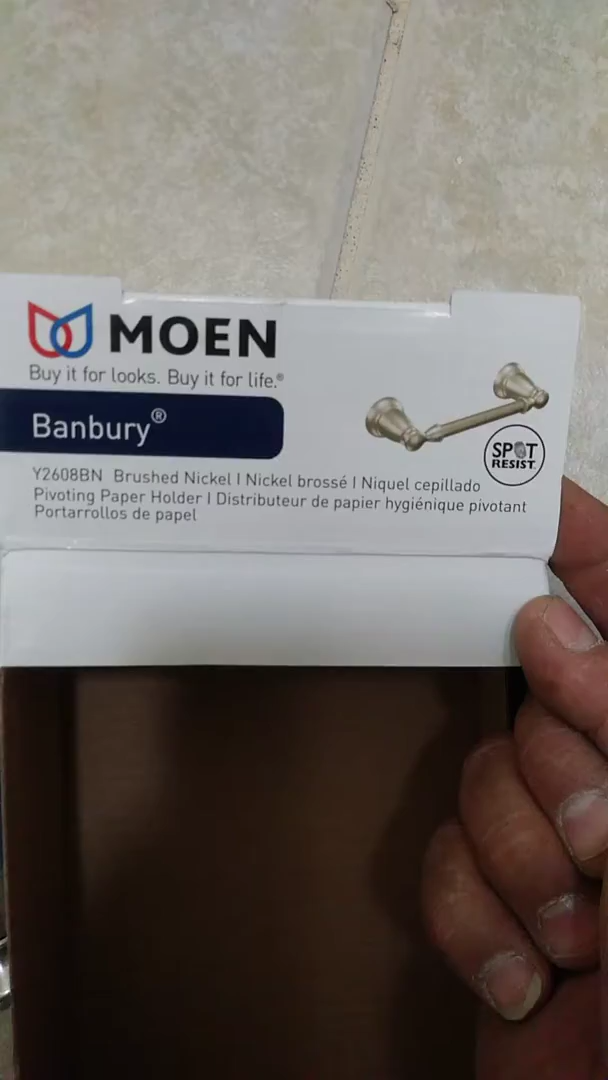 MOEN
Buy it for looks. Buy it for life.®
Banbury®
SPOT
RESIST™
Y2608BN Brushed Nickel I Nickel brossé I Niquel cepillado
Pivoting Paper Holder I Distributeur de papier hygiénique pivotant
Portarrollos de papel